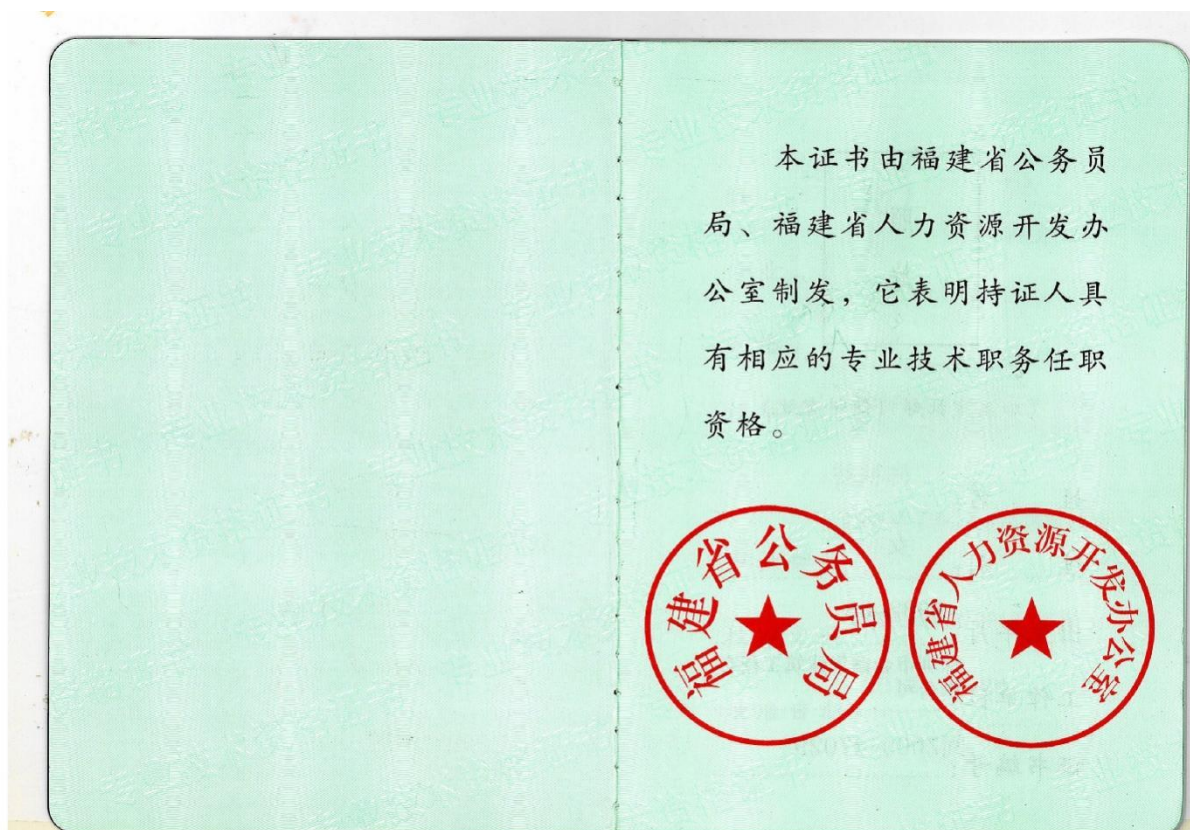 本证书由福建省公务员
局、福建省人力资源开发办
公室制发，它表明持证人具
有相应的专业技术职务任职
资格。
福建省公务员局
福建省人力资源开发办公室